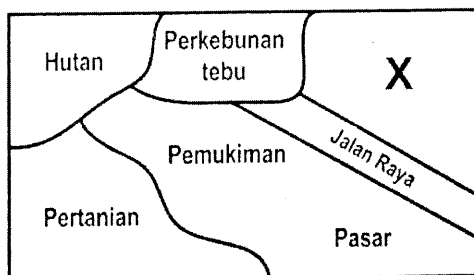 Hutan
Perkebunan
tebu
X
Jalan Raya
Pemukiman
Pertanian
Pasar